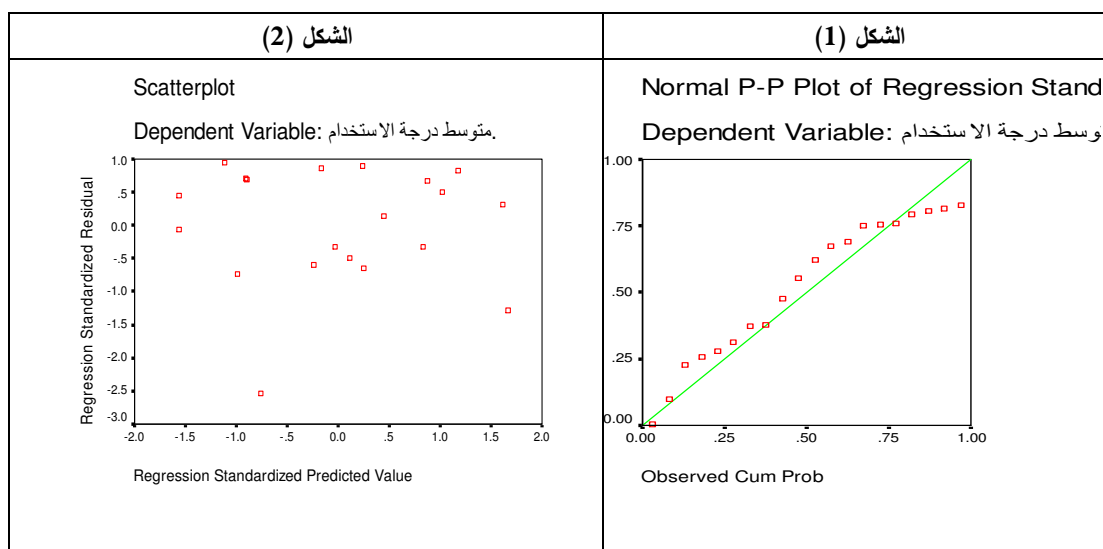 الشكل (1)
الشكل (2)
Normal P-P Plot of Regression Stand
Dependent Variable: توسط درجة الاستخدام
1.00
.75
.50
.25
0.00
0.00 .25 .50 .75 1.00
Observed Cum Prob
Scatterplot
Dependent Variable: متوسط درجة الاستخدام.
Regression Standardized Residual
1.0
.5
0.0
-.5
-1.0
-1.5
-2.0
-2.5
-3.0
-2.0 -1.5 -1.0 -.5 0.0 .5 1.0 1.5 2.0
Regression Standardized Predicted Value